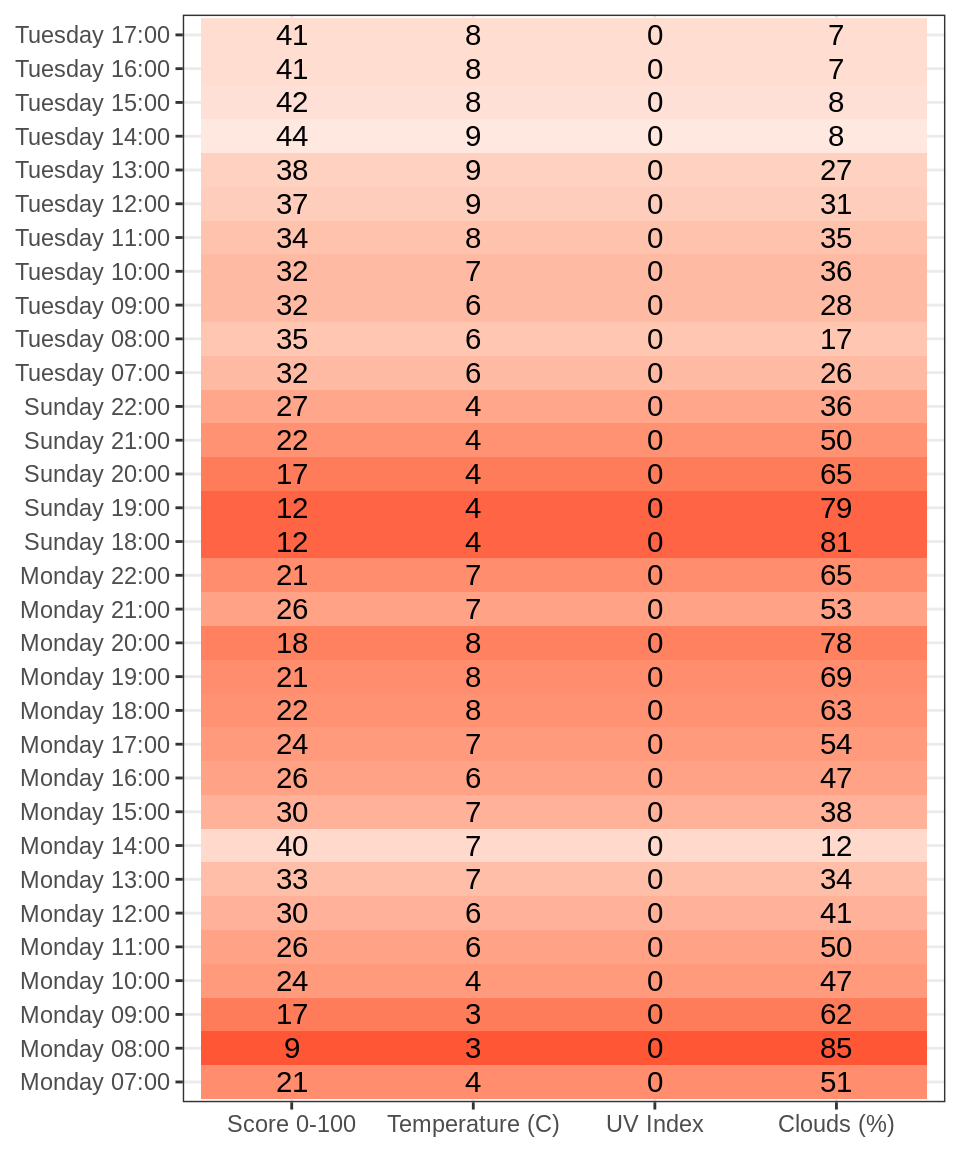 Tuesday 17:00 41 8 0 7
Tuesday 16:00 41 8 0 7
Tuesday 15:00 42 8 0 8
Tuesday 14:00 44 9 0 8
Tuesday 13:00 38 9 0 27
Tuesday 12:00 37 9 0 31
Tuesday 11:00 34 8 0 35
Tuesday 10:00 32 7 0 36
Tuesday 09:00 32 6 0 28
Tuesday 08:00 35 6 0 17
Tuesday 07:00 32 6 0 26
Sunday 22:00 27 4 0 36
Sunday 21:00 22 4 0 50
Sunday 20:00 17 4 0 65
Sunday 19:00 12 4 0 79
Sunday 18:00 12 4 0 81
Monday 22:00 21 7 0 65
Monday 21:00 26 7 0 53
Monday 20:00 18 8 0 78
Monday 19:00 21 8 0 69
Monday 18:00 22 8 0 63
Monday 17:00 24 7 0 54
Monday 16:00 26 6 0 47
Monday 15:00 30 7 0 38
Monday 14:00 40 7 0 12
Monday 13:00 33 7 0 34
Monday 12:00 30 6 0 41
Monday 11:00 26 6 0 50
Monday 10:00 24 4 0 47
Monday 09:00 17 3 0 62
Monday 08:00 9 3 0 85
Monday 07:00 21 4 0 51
Score 0-100 Temperature (C) UV Index Clouds (%)